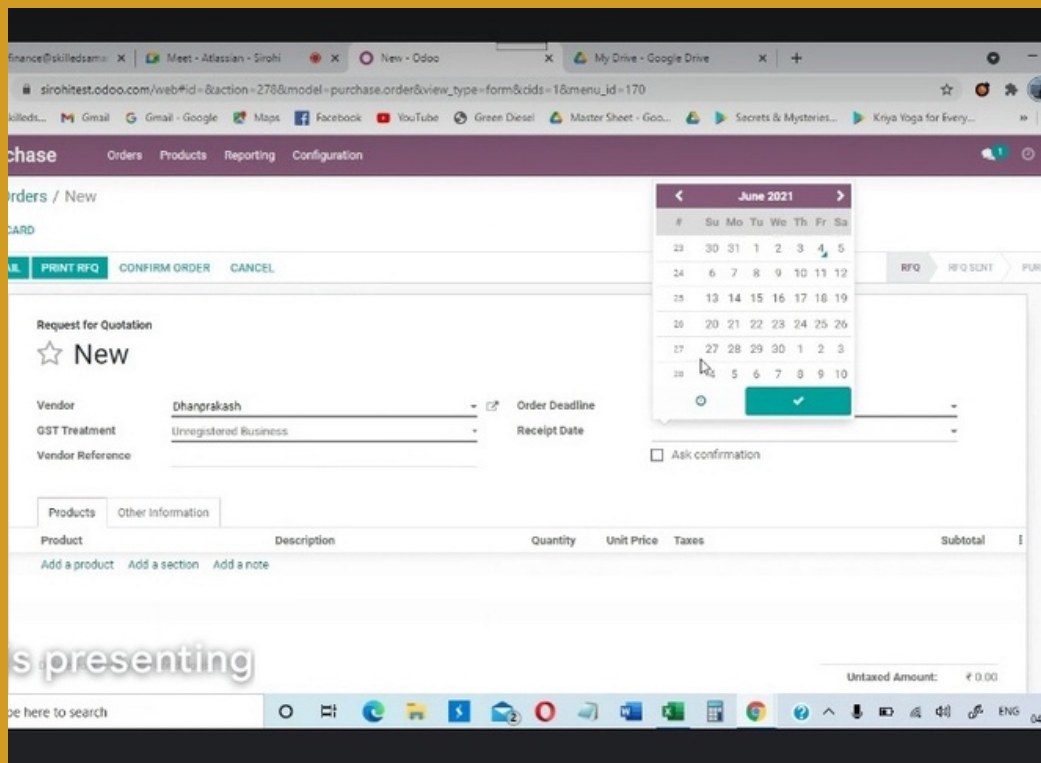 finance@skilledsama
Meet - Atlassian - Sirohi
New - Odoo
My Drive - Google Drive
sirohitest.odoo.com/web#id=&action=278&model=purchase.order&view_type=form&cids=1&menu_id=170
killeds...
Gmail
Gmail - Google
Maps
Facebook
YouTube
Green Diesel
Master Sheet - Goo...
Secrets & Mysteries...
Kriya Yoga for Every...
chase
Orders
Products
Reporting
Configuration
1
rders / New
CARD
AIL
PRINT RFQ
CONFIRM ORDER
CANCEL
RFQ
RFQ SENT
PUR
June 2021
# Su Mo Tu We Th Fr Sa
23 30 31 1 2 3 4 5
24 6 7 8 9 10 11 12
25 13 14 15 16 17 18 19
26 20 21 22 23 24 25 26
27 27 28 29 30 1 2 3
28 4 5 6 7 8 9 10
Request for Quotation
New
Vendor
Dhanprakash
Order Deadline
GST Treatment
Unregistered Business
Receipt Date
Vendor Reference
Ask confirmation
Products
Other Information
Product
Description
Quantity
Unit Price
Taxes
Subtotal
Add a product
Add a section
Add a note
s presenting
Untaxed Amount:
₹ 0.00
pe here to search
2
ENG
04